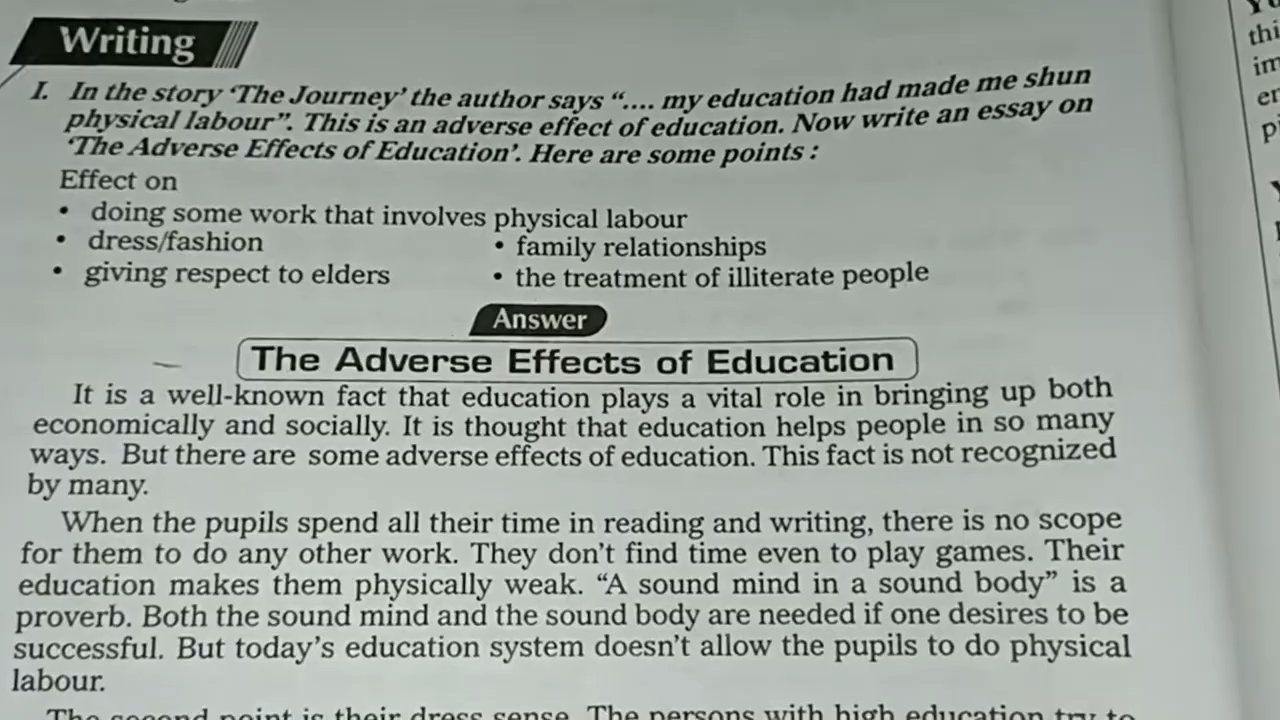 Writing
I. In the story ‘The Journey’ the author says “.... my education had made me shun
physical labour”. This is an adverse effect of education. Now write an essay on
‘The Adverse Effects of Education’. Here are some points :
Effect on
• doing some work that involves physical labour
• dress/fashion • family relationships
• giving respect to elders • the treatment of illiterate people
Answer
The Adverse Effects of Education
It is a well-known fact that education plays a vital role in bringing up both
economically and socially. It is thought that education helps people in so many
ways. But there are some adverse effects of education. This fact is not recognized
by many.
When the pupils spend all their time in reading and writing, there is no scope
for them to do any other work. They don’t find time even to play games. Their
education makes them physically weak. “A sound mind in a sound body” is a
proverb. Both the sound mind and the sound body are needed if one desires to be
successful. But today’s education system doesn’t allow the pupils to do physical
labour.
The second point is their dress sense. The persons with high education try to